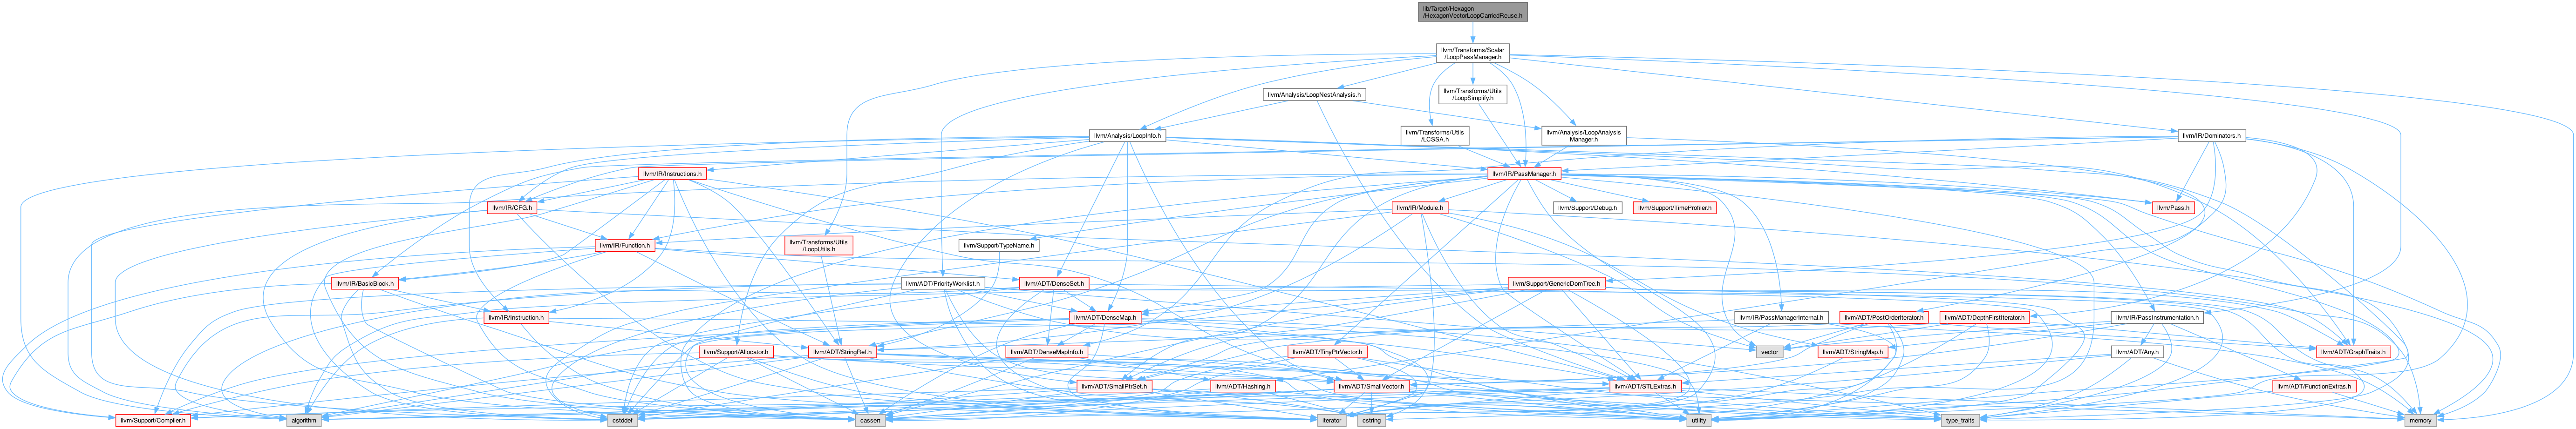 lib/Target/Hexagon
/HexagonVectorLoopCarriedReuse.h
llvm/Transforms/Scalar
/LoopPassManager.h
llvm/Analysis/LoopNestAnalysis.h
llvm/Transforms/Utils
/LoopSimplify.h
llvm/Analysis/LoopInfo.h
llvm/Transforms/Utils
/LCSSA.h
llvm/Analysis/LoopAnalysis
Manager.h
llvm/IR/Dominators.h
llvm/IR/Instructions.h
llvm/IR/PassManager.h
llvm/IR/CFG.h
llvm/IR/Module.h
llvm/Support/Debug.h
llvm/Support/TimeProfiler.h
llvm/Pass.h
llvm/IR/Function.h
llvm/Transforms/Utils
/LoopUtils.h
llvm/Support/TypeName.h
llvm/IR/BasicBlock.h
llvm/ADT/PriorityWorklist.h
llvm/ADT/DenseSet.h
llvm/Support/GenericDomTree.h
llvm/IR/Instruction.h
llvm/ADT/DenseMap.h
llvm/IR/PassManagerInternal.h
llvm/ADT/PostOrderIterator.h
llvm/ADT/DepthFirstIterator.h
llvm/IR/PassInstrumentation.h
llvm/Support/Allocator.h
llvm/ADT/StringRef.h
llvm/ADT/DenseMapInfo.h
llvm/ADT/TinyPtrVector.h
vector
llvm/ADT/StringMap.h
llvm/ADT/Any.h
llvm/ADT/GraphTraits.h
llvm/ADT/SmallPtrSet.h
llvm/ADT/Hashing.h
llvm/ADT/SmallVector.h
llvm/ADT/STLExtras.h
llvm/ADT/FunctionExtras.h
llvm/Support/Compiler.h
algorithm
cstddef
cassert
iterator
cstring
utility
type_traits
memory